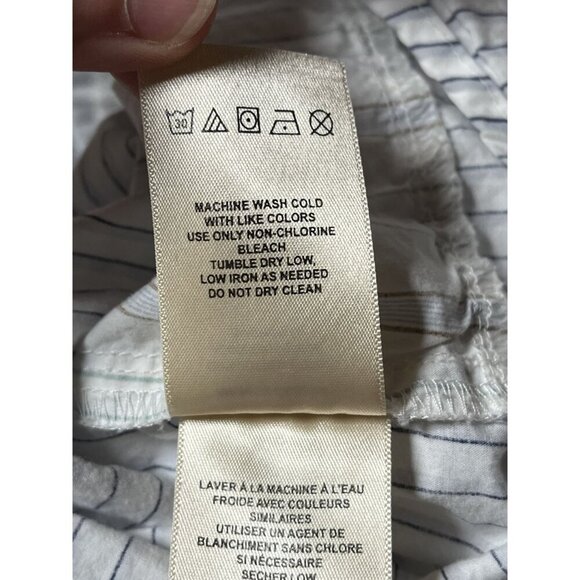 30
MACHINE WASH COLD
WITH LIKE COLORS
USE ONLY NON-CHLORINE
BLEACH
TUMBLE DRY LOW,
LOW IRON AS NEEDED
DO NOT DRY CLEAN
LAVER À LA MACHINE À L'EAU
FROIDE AVEC COULEURS
SIMILAIRES
UTILISER UN AGENT DE
BLANCHIMENT SANS CHLORE
SI NÉCESSAIRE
SECHER LOW